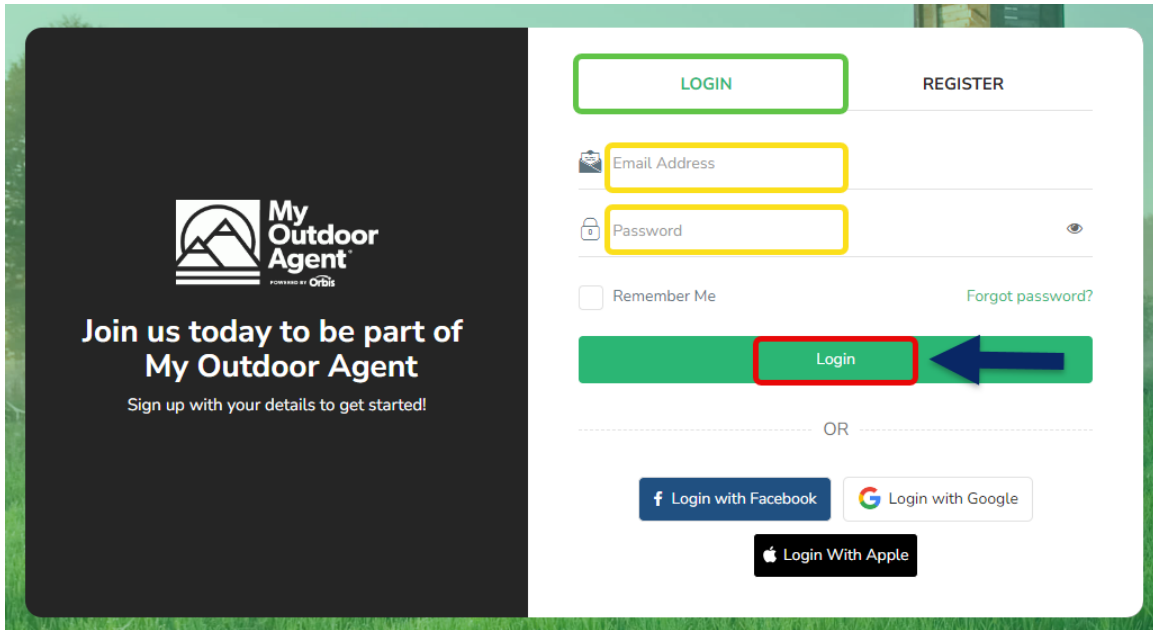 My
Outdoor
Agent
POWERED BY Orbis
Join us today to be part of
My Outdoor Agent
Sign up with your details to get started!
LOGIN REGISTER
Email Address
Password
Remember Me Forgot password?
Login
OR
f Login with Facebook G Login with Google
Login With Apple